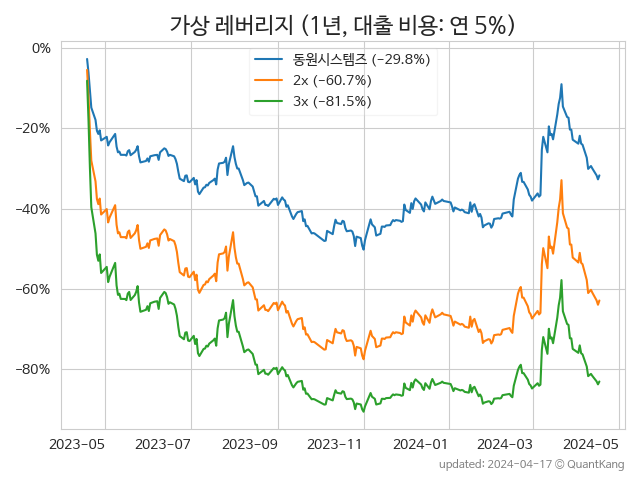 가상 레버리지 (1년, 대출 비용: 연 5%)
동원시스템즈 (−29.8%)
2x (−60.7%)
3x (−81.5%)
0%
−20%
−40%
−60%
−80%
2023-05 2023-07 2023-09 2023-11 2024-01 2024-03 2024-05
updated: 2024-04-17 © QuantKang